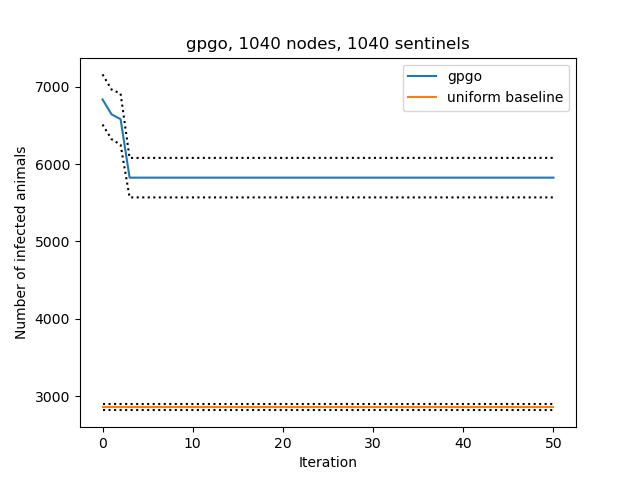 gpgo, 1040 nodes, 1040 sentinels
gpgo
uniform baseline
7000
6000
5000
4000
3000
Number of infected animals
0 10 20 30 40 50
Iteration